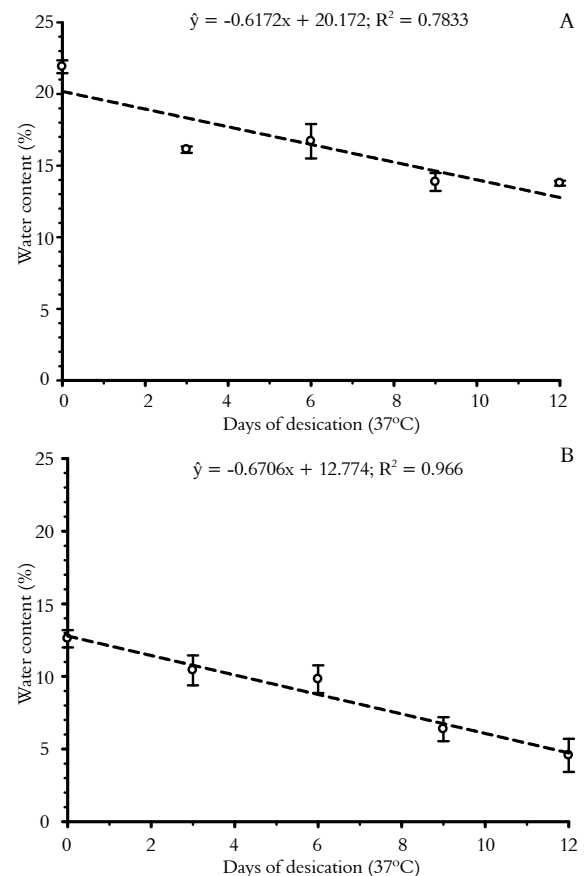 ŷ = -0.6172x + 20.172; R² = 0.7833
A
25
20
15
10
5
0
Water content (%)
0 2 4 6 8 10 12
Days of desication (37ºC)
ŷ = -0.6706x + 12.774; R² = 0.966
B
25
20
15
10
5
0
Water content (%)
0 2 4 6 8 10 12
Days of desication (37ºC)